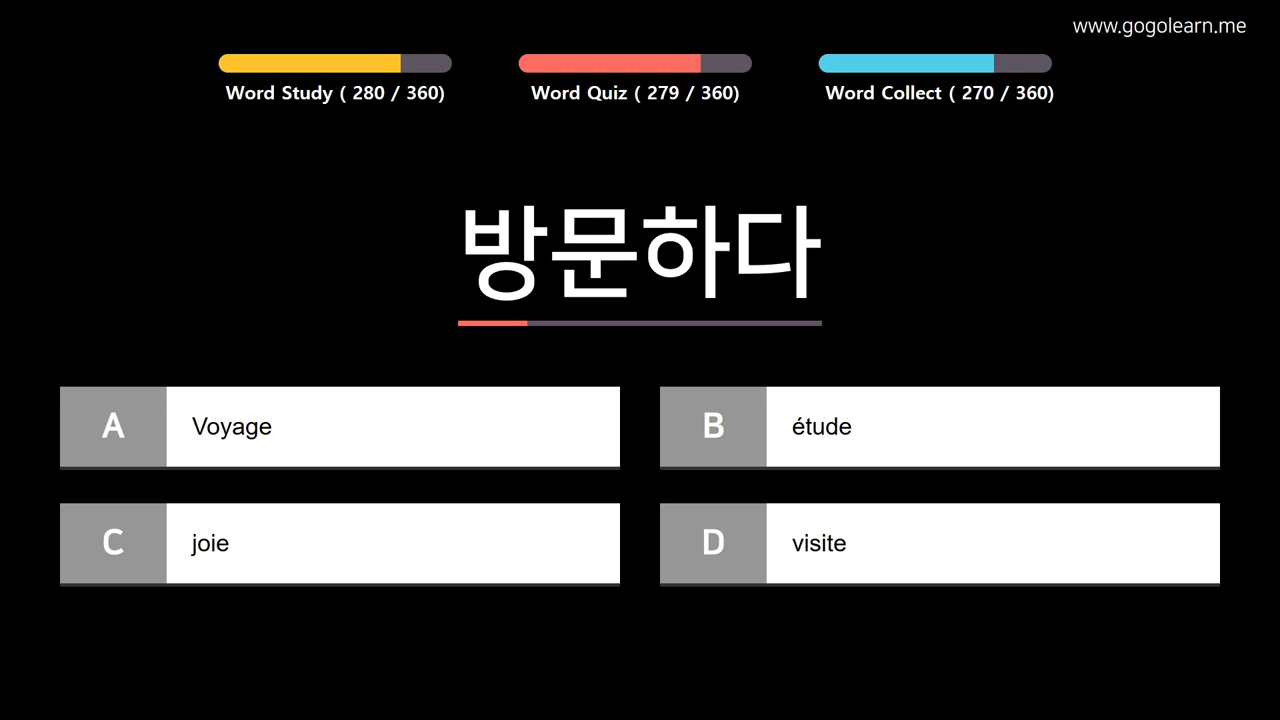 www.gogolearn.me
Word Study ( 280 / 360)
Word Quiz ( 279 / 360)
Word Collect ( 270 / 360)
방문하다
A Voyage
B étude
C joie
D visite